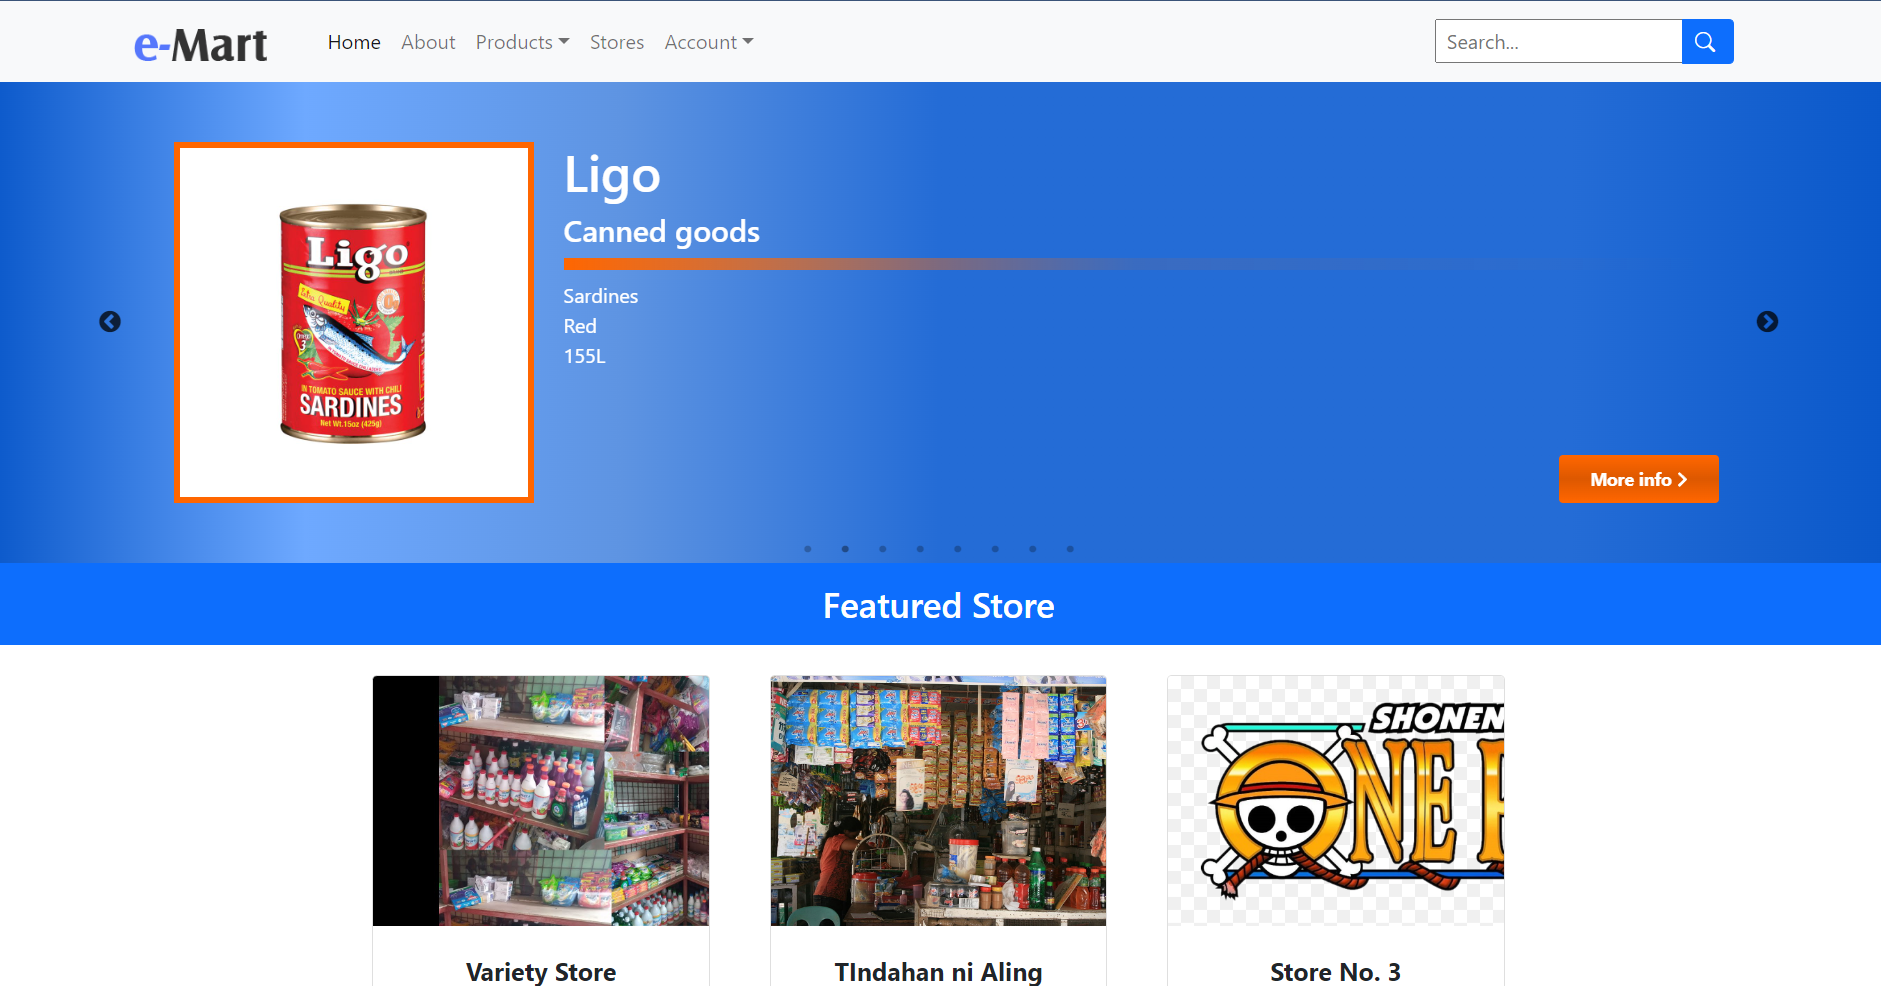 e-Mart Home About Products Stores Account Search...
Ligo
Canned goods
Sardines
Red
155L
Ligo
Extra Quality
IN TOMATO SAUCE WITH CHILI
SARDINES
Net Wt.15oz (425g)
More info
Featured Store
SHONEN
ONE
Variety Store
TIndahan ni Aling
Store No. 3